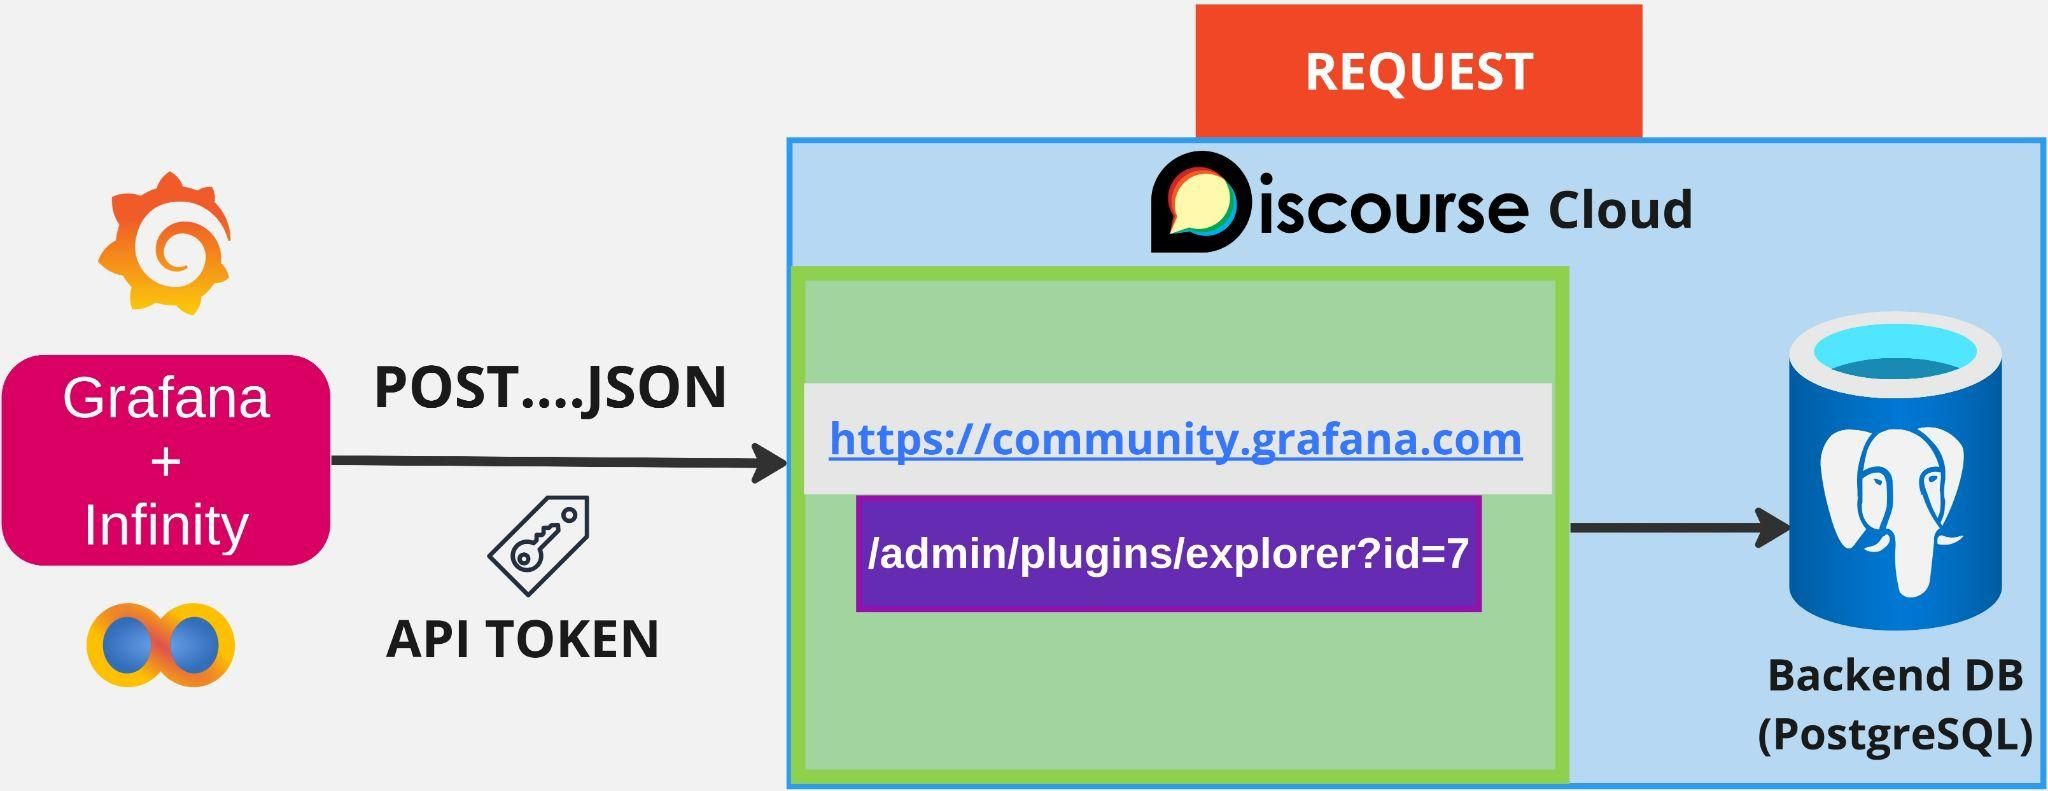 REQUEST
Discourse Cloud
Grafana
+
Infinity
POST....JSON
API TOKEN
https://community.grafana.com
/admin/plugins/explorer?id=7
Backend DB
(PostgreSQL)